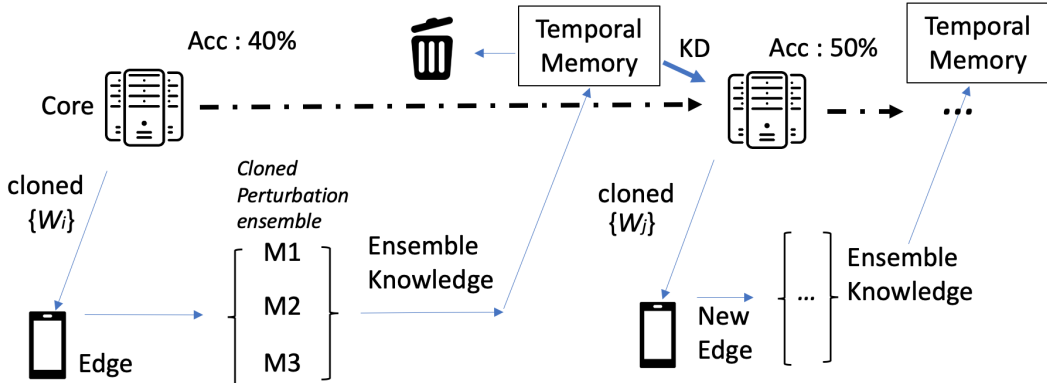 Acc : 40%
Temporal
Memory
KD
Acc : 50%
Temporal
Memory
Core
...
cloned
{Wi}
Cloned
Perturbation
ensemble
M1
M2
M3
Ensemble
Knowledge
Edge
cloned
{Wj}
...
Ensemble
Knowledge
New
Edge